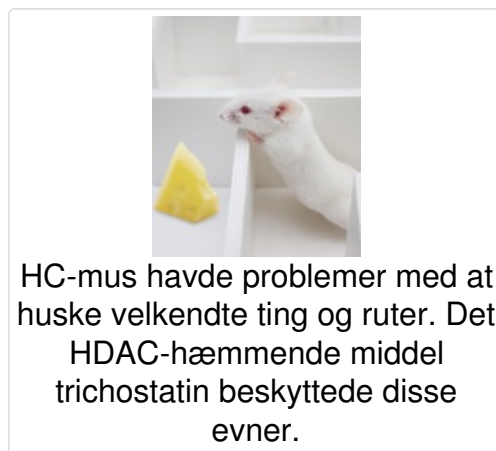 HC-mus havde problemer med at
huske velkendte ting og ruter. Det
HDAC-hæmmende middel
trichostatin beskyttede disse
evner.